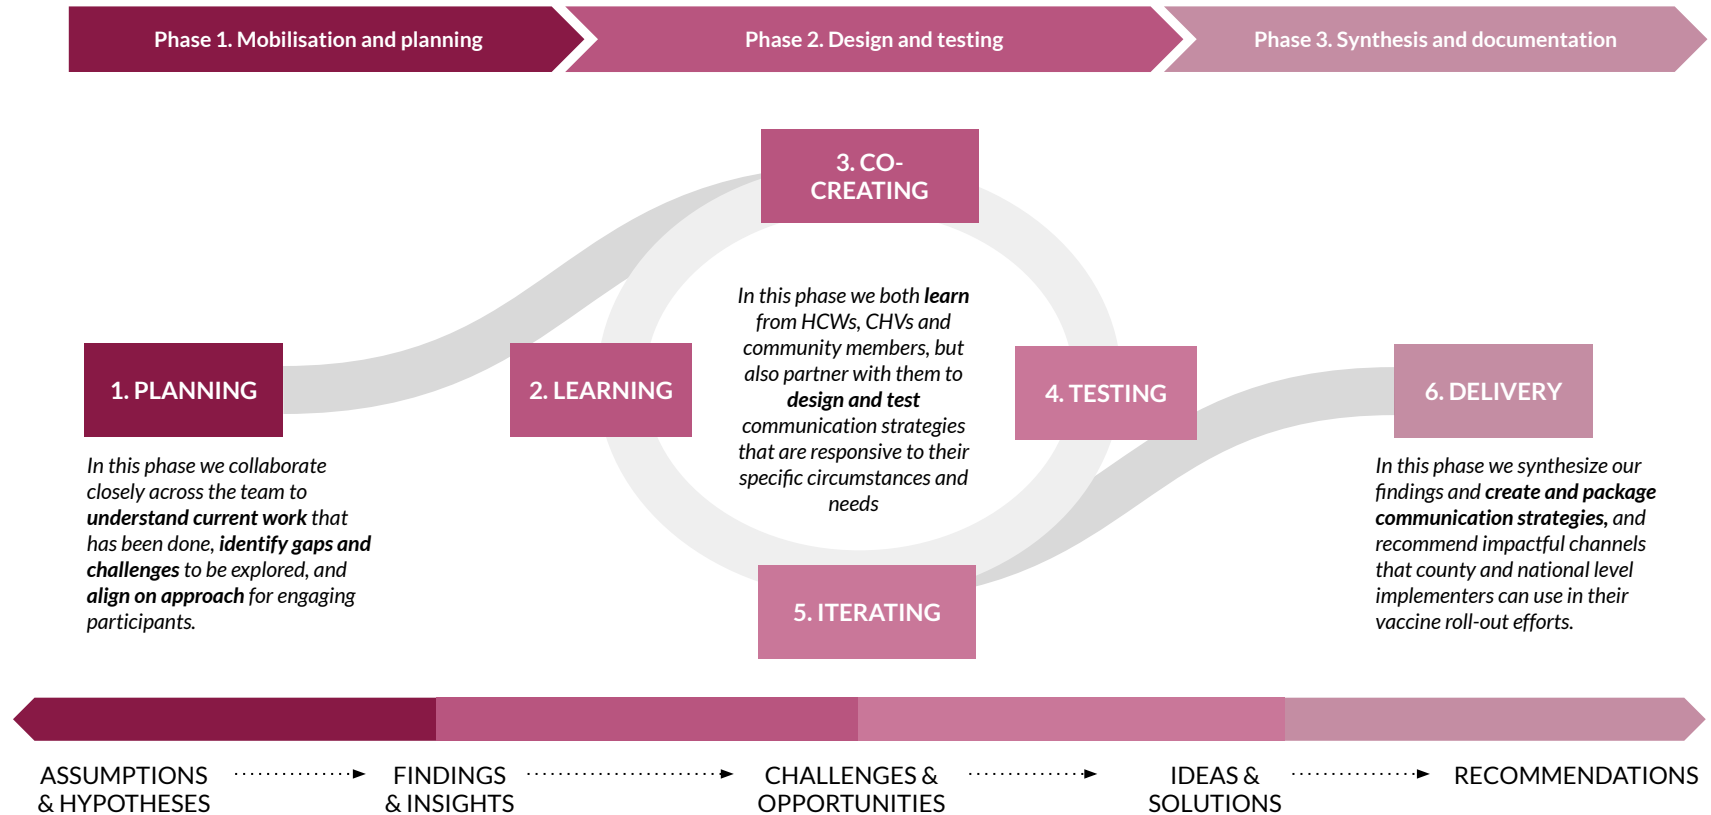 Phase 1. Mobilisation and planning
Phase 2. Design and testing
Phase 3. Synthesis and documentation
1. PLANNING
In this phase we collaborate
closely across the team to
understand current work that
has been done, identify gaps and
challenges to be explored, and
align on approach for engaging
participants.
2. LEARNING
3. CO-
CREATING
In this phase we both learn
from HCWs, CHVs and
community members, but
also partner with them to
design and test
communication strategies
that are responsive to their
specific circumstances and
needs
4. TESTING
5. ITERATING
6. DELIVERY
In this phase we synthesize our
findings and create and package
communication strategies, and
recommend impactful channels
that county and national level
implementers can use in their
vaccine roll-out efforts.
ASSUMPTIONS
& HYPOTHESES
FINDINGS
& INSIGHTS
CHALLENGES &
OPPORTUNITIES
IDEAS &
SOLUTIONS
RECOMMENDATIONS